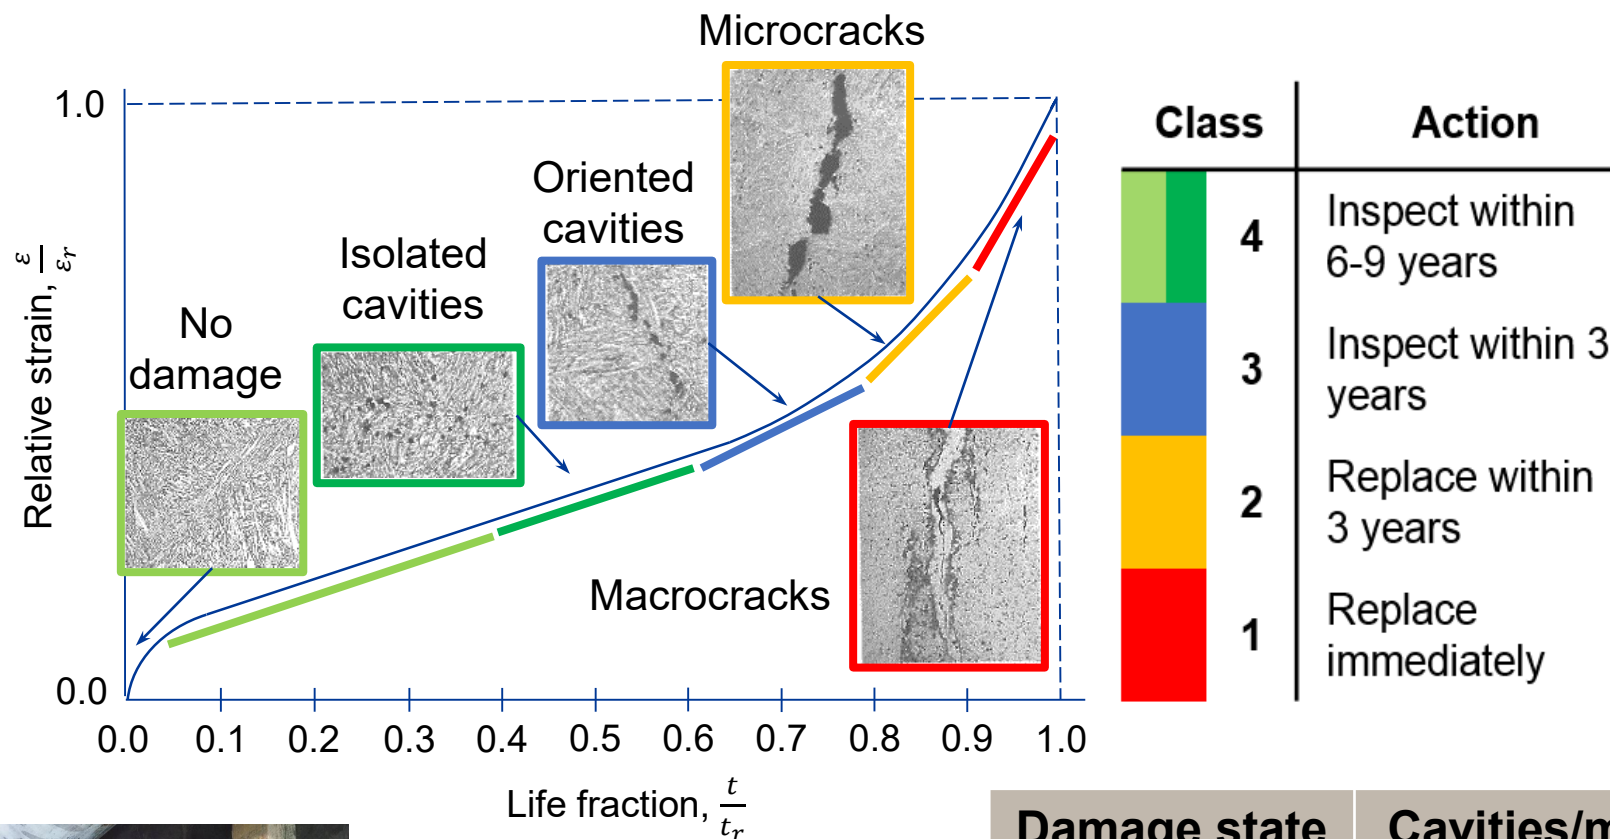 Microcracks
1.0
Oriented
cavities
Isolated
cavities
No
damage
Relative strain, ε/εᵣ
Macrocracks
0.0
0.0 0.1 0.2 0.3 0.4 0.5 0.6 0.7 0.8 0.9 1.0
Life fraction, t/tᵣ
Class Action
4 Inspect within
6-9 years
3 Inspect within 3
years
2 Replace within
3 years
1 Replace
immediately
Damage state Cavities/m